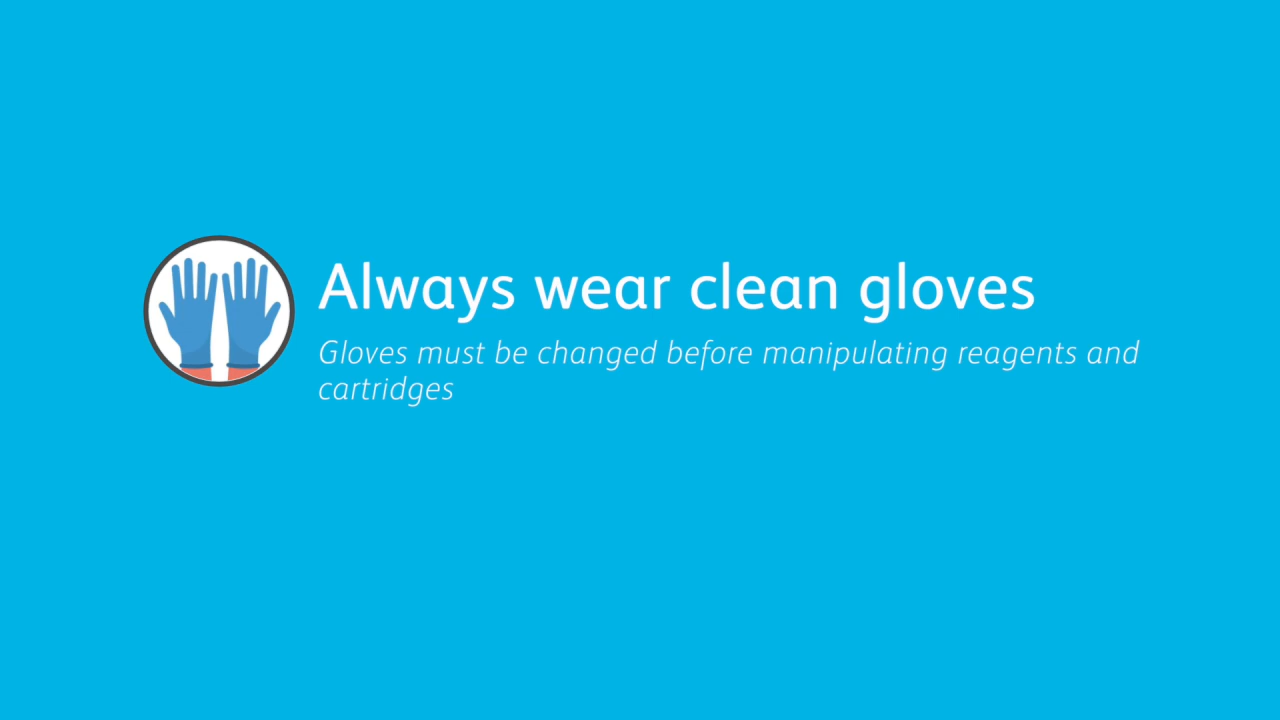 Always wear clean gloves
Gloves must be changed before manipulating reagents and
cartridges